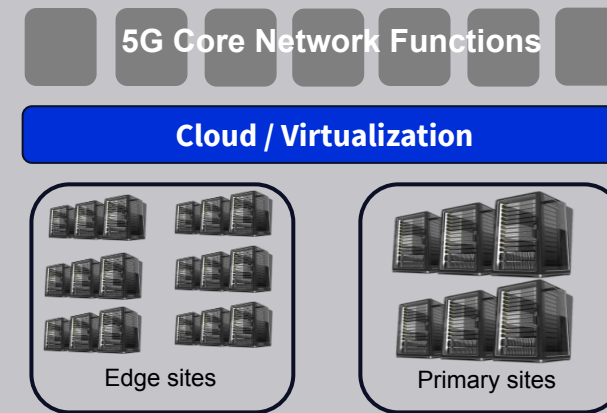 5G Core Network Functions
Cloud / Virtualization
Edge sites
Primary sites